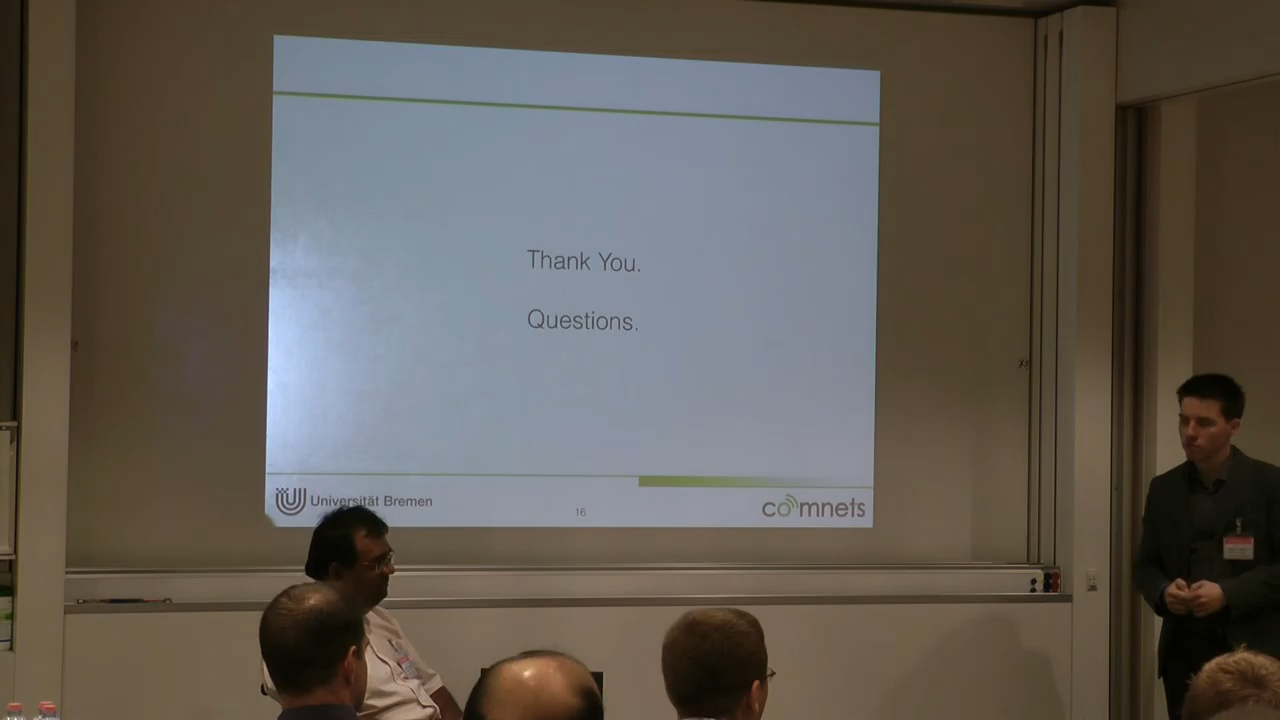 Thank You.
Questions.
Universität Bremen
16
comnets